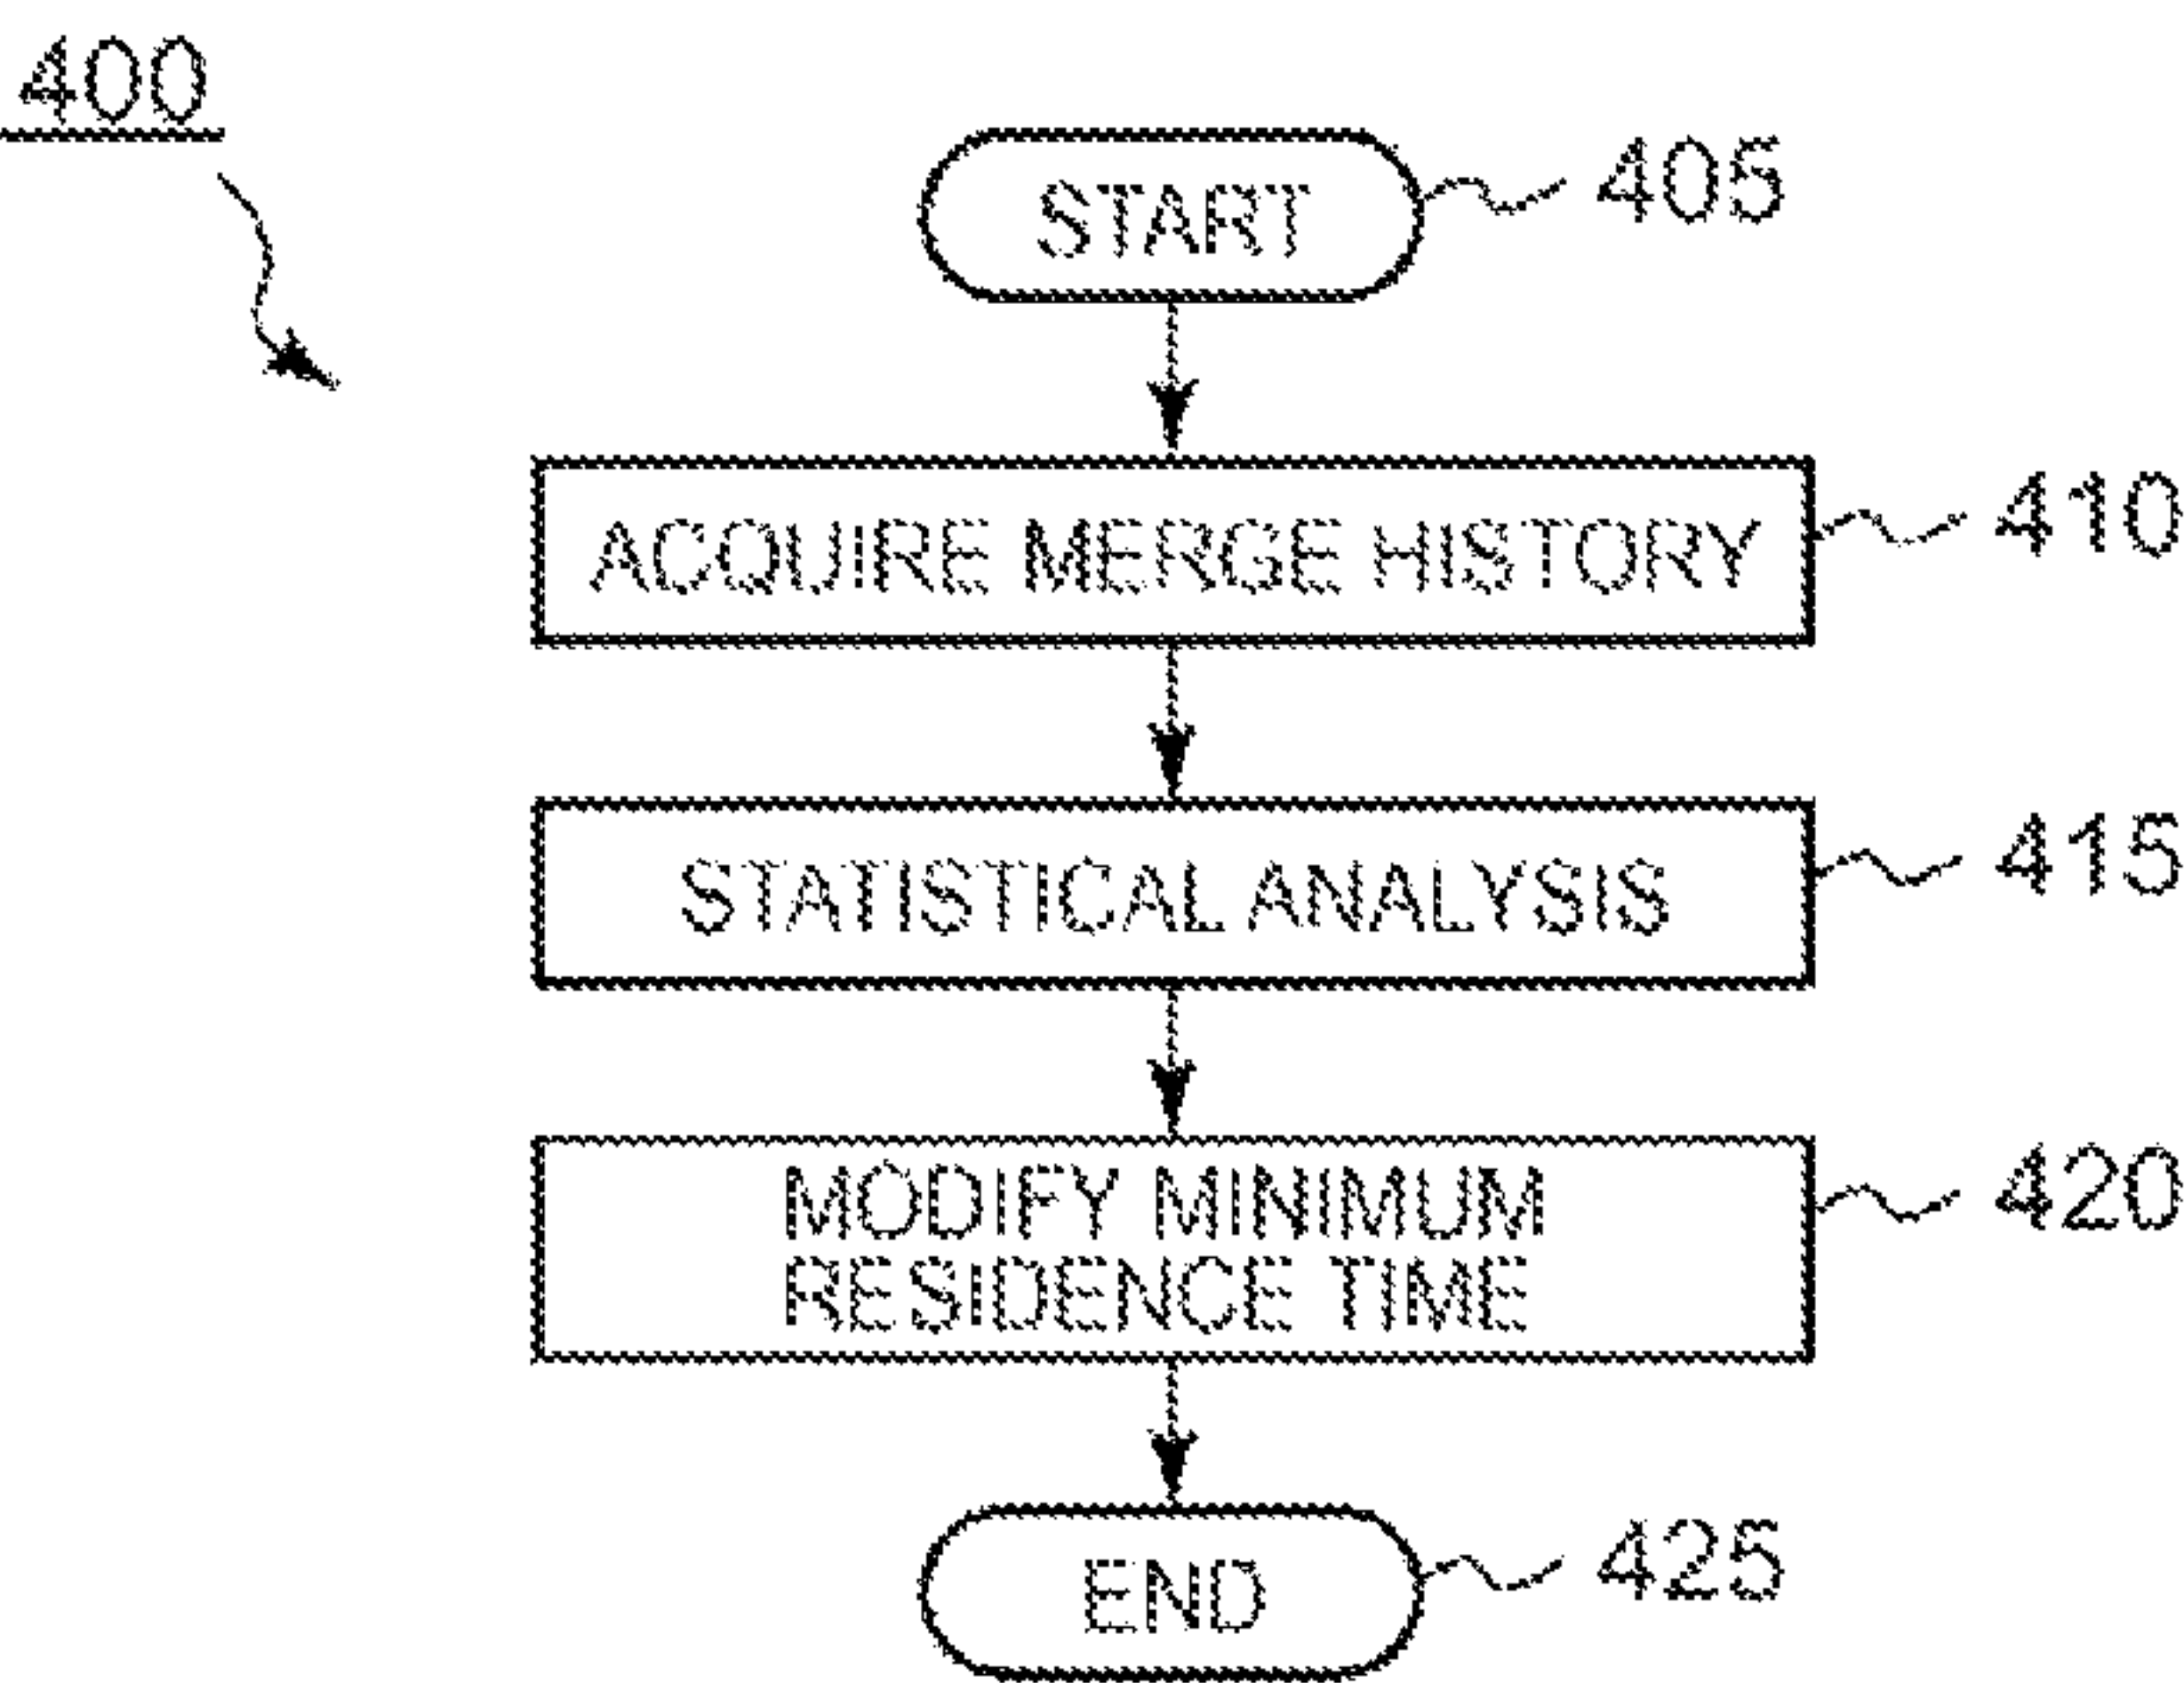 400
START
405
ACQUIRE MERGE HISTORY
410
STATISTICAL ANALYSIS
415
MODIFY MINIMUM
RESIDENCE TIME
420
END
425